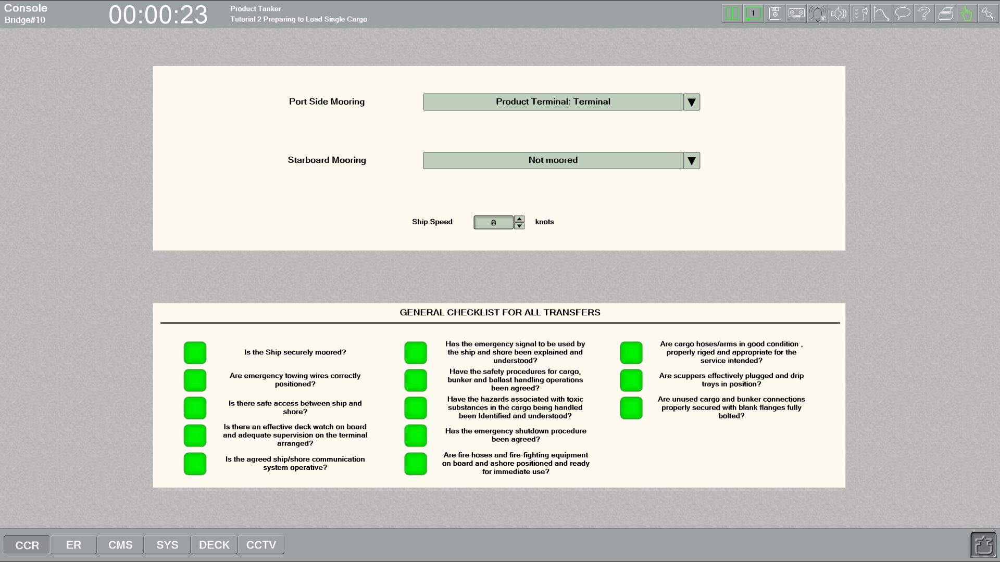 Console
Bridge#10
00:00:23
Product Tanker
Tutorial 2 Preparing to Load Single Cargo
1
Port Side Mooring
Product Terminal: Terminal
Starboard Mooring
Not moored
Ship Speed
0
knots
GENERAL CHECKLIST FOR ALL TRANSFERS
Is the Ship securely moored?
Are emergency towing wires correctly
positioned?
Is there safe access between ship and
shore?
Is there an effective deck watch on board
and adequate supervision on the terminal
arranged?
Is the agreed ship/shore communication
system operative?
Has the emergency signal to be used by
the ship and shore been explained and
understood?
Have the safety procedures for cargo,
bunker and ballast handling operations
been agreed?
Have the hazards associated with toxic
substances in the cargo being handled
been Identified and understood?
Has the emergency shutdown procedure
been agreed?
Are fire hoses and fire-fighting equipment
on board and ashore positioned and ready
for immediate use?
Are cargo hoses/arms in good condition ,
properly riged and appropriate for the
service intended?
Are scuppers effectively plugged and drip
trays in position?
Are unused cargo and bunker connections
properly secured with blank flanges fully
bolted?
CCR
ER
CMS
SYS
DECK
CCTV